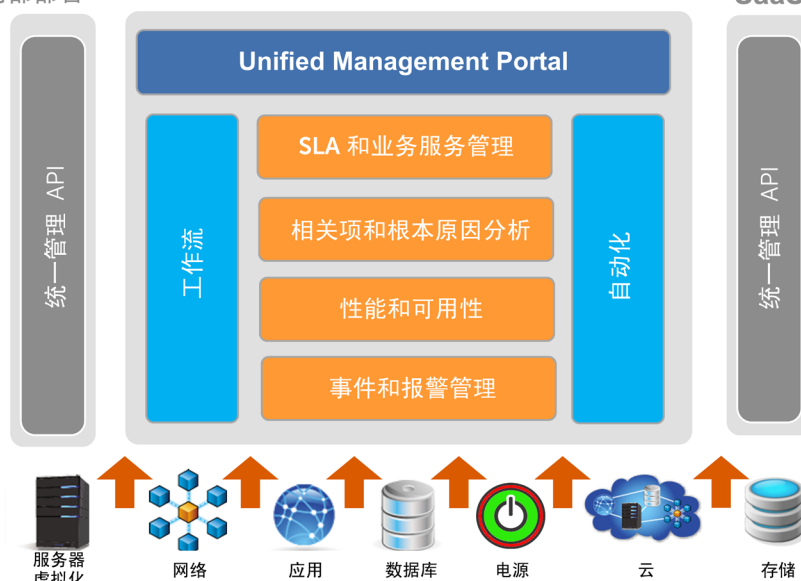 Unified Management Portal
统一管理 API
工作流
SLA 和业务服务管理
相关项和根本原因分析
性能和可用性
事件和报警管理
自动化
统一管理 API
服务器
虚拟化
网络
应用
数据库
电源
云
存储